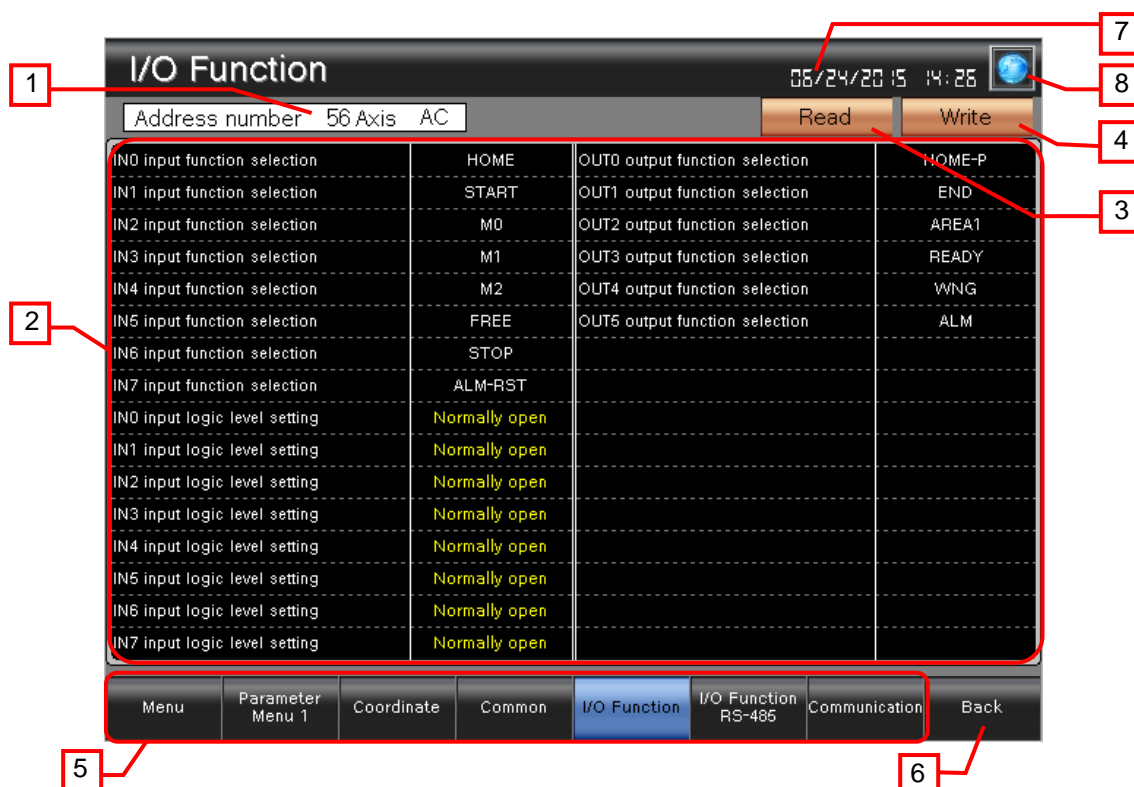 7
I/O Function
06/24/2015 14:26
8
1
Address number 56 Axis AC
Read
Write
4
IN0 input function selection HOME OUT0 output function selection HOME-P
IN1 input function selection START OUT1 output function selection END
3
IN2 input function selection M0 OUT2 output function selection AREA1
IN3 input function selection M1 OUT3 output function selection READY
IN4 input function selection M2 OUT4 output function selection WNG
2
IN5 input function selection FREE OUT5 output function selection ALM
IN6 input function selection STOP
IN7 input function selection ALM-RST
IN0 input logic level setting Normally open
IN1 input logic level setting Normally open
IN2 input logic level setting Normally open
IN3 input logic level setting Normally open
IN4 input logic level setting Normally open
IN5 input logic level setting Normally open
IN6 input logic level setting Normally open
IN7 input logic level setting Normally open
Menu
Parameter
Menu 1
Coordinate
Common
I/O Function
I/O Function
RS-485
Communication
Back
5
6